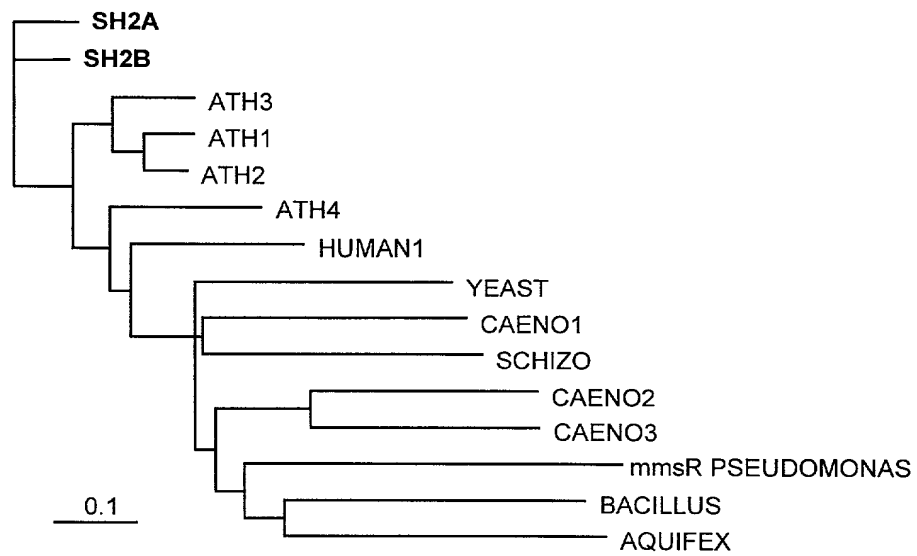 SH2A
SH2B
ATH3
ATH1
ATH2
ATH4
HUMAN1
YEAST
CAENO1
SCHIZO
CAENO2
CAENO3
mmsR PSEUDOMONAS
BACILLUS
AQUIFEX
0.1